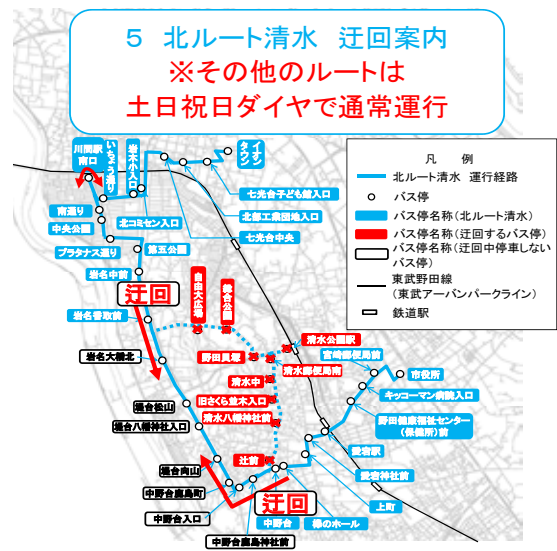 5 北ルート清水 迂回案内
※その他のルートは
土日祝日ダイヤで通常運行
凡 例
北ルート清水 運行経路
バス停
バス停名称(北ルート清水)
バス停名称(迂回するバス停)
バス停名称(迂回中停車しない
バス停)
東武野田線
(東武アーバンパークライン)
鉄道駅
川間駅
南口
いちょう通り
岩木小入口
イオン
タウン
七光台子ども館入口
北部工業団地入口
七光台中央
北コミセン入口
南通り
中央公園
プラタナス通り
第五公園
岩名中前
迂回
岩名香取前
自由大広場
鉄合公園
清水公園駅
野田貝塚
清水郵便局南
宮崎郵便局前
市役所
岩名大橋北
清水中
キッコーマン病院入口
旧さくら並木入口
堤台松山
清水八幡神社前
野田健康福祉センター
(保健所)前
堤台八幡神社入口
辻前
愛宕駅
堤台向山
愛宕神社前
中野台鹿島町
迂回
上町
中野台入口
中野台
欅のホール
中野台鹿島神社前